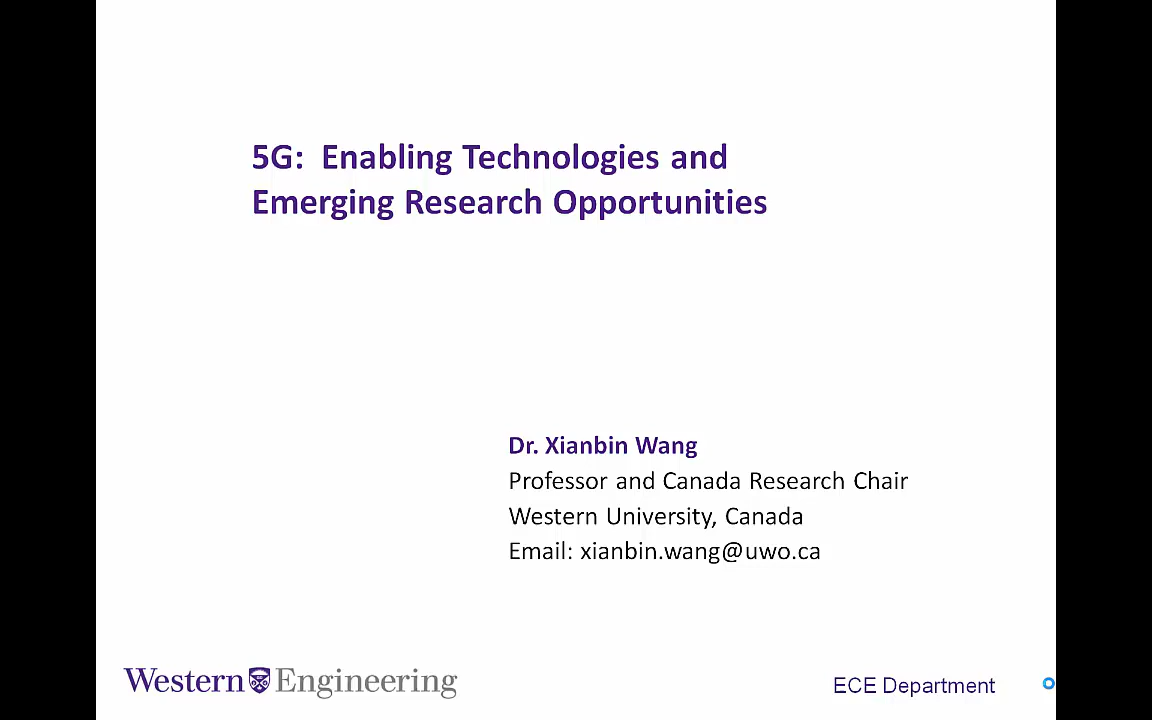 5G: Enabling Technologies and
Emerging Research Opportunities
Dr. Xianbin Wang
Professor and Canada Research Chair
Western University, Canada
Email: xianbin.wang@uwo.ca
Western Engineering
ECE Department